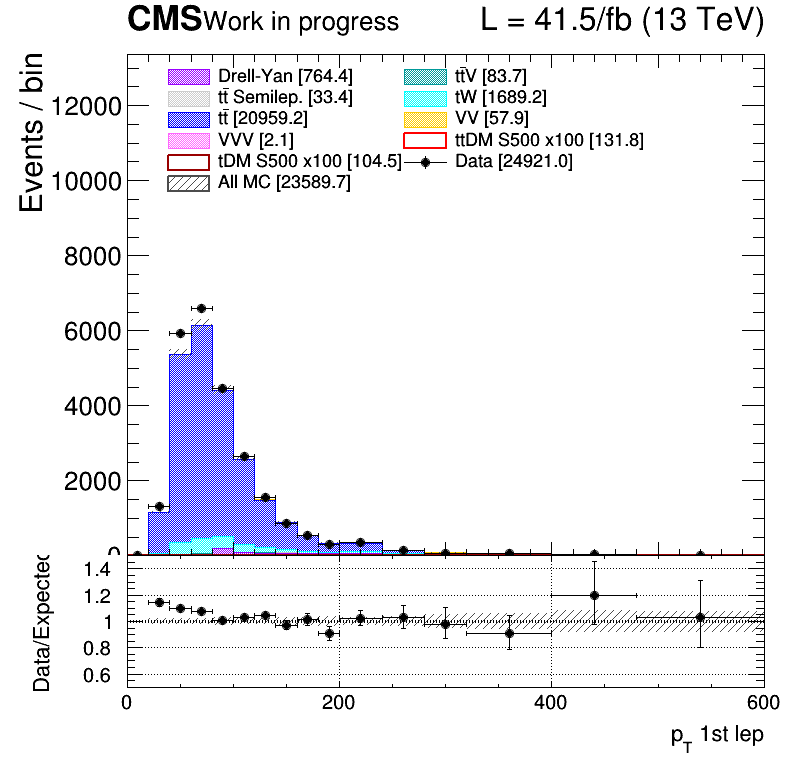 CMS Work in progress L = 41.5/fb (13 TeV)
Events / bin
12000
10000
8000
6000
4000
2000
0
Drell-Yan [764.4] tt̄V [83.7]
tt̄ Semilep. [33.4] tW [1689.2]
tt̄ [20959.2] VV [57.9]
VVV [2.1] ttDM S500 x100 [131.8]
tDM S500 x100 [104.5] Data [24921.0]
All MC [23589.7]
Data/Expected
1.4
1.2
1
0.8
0.6
0 200 400 600
p_T 1st lep